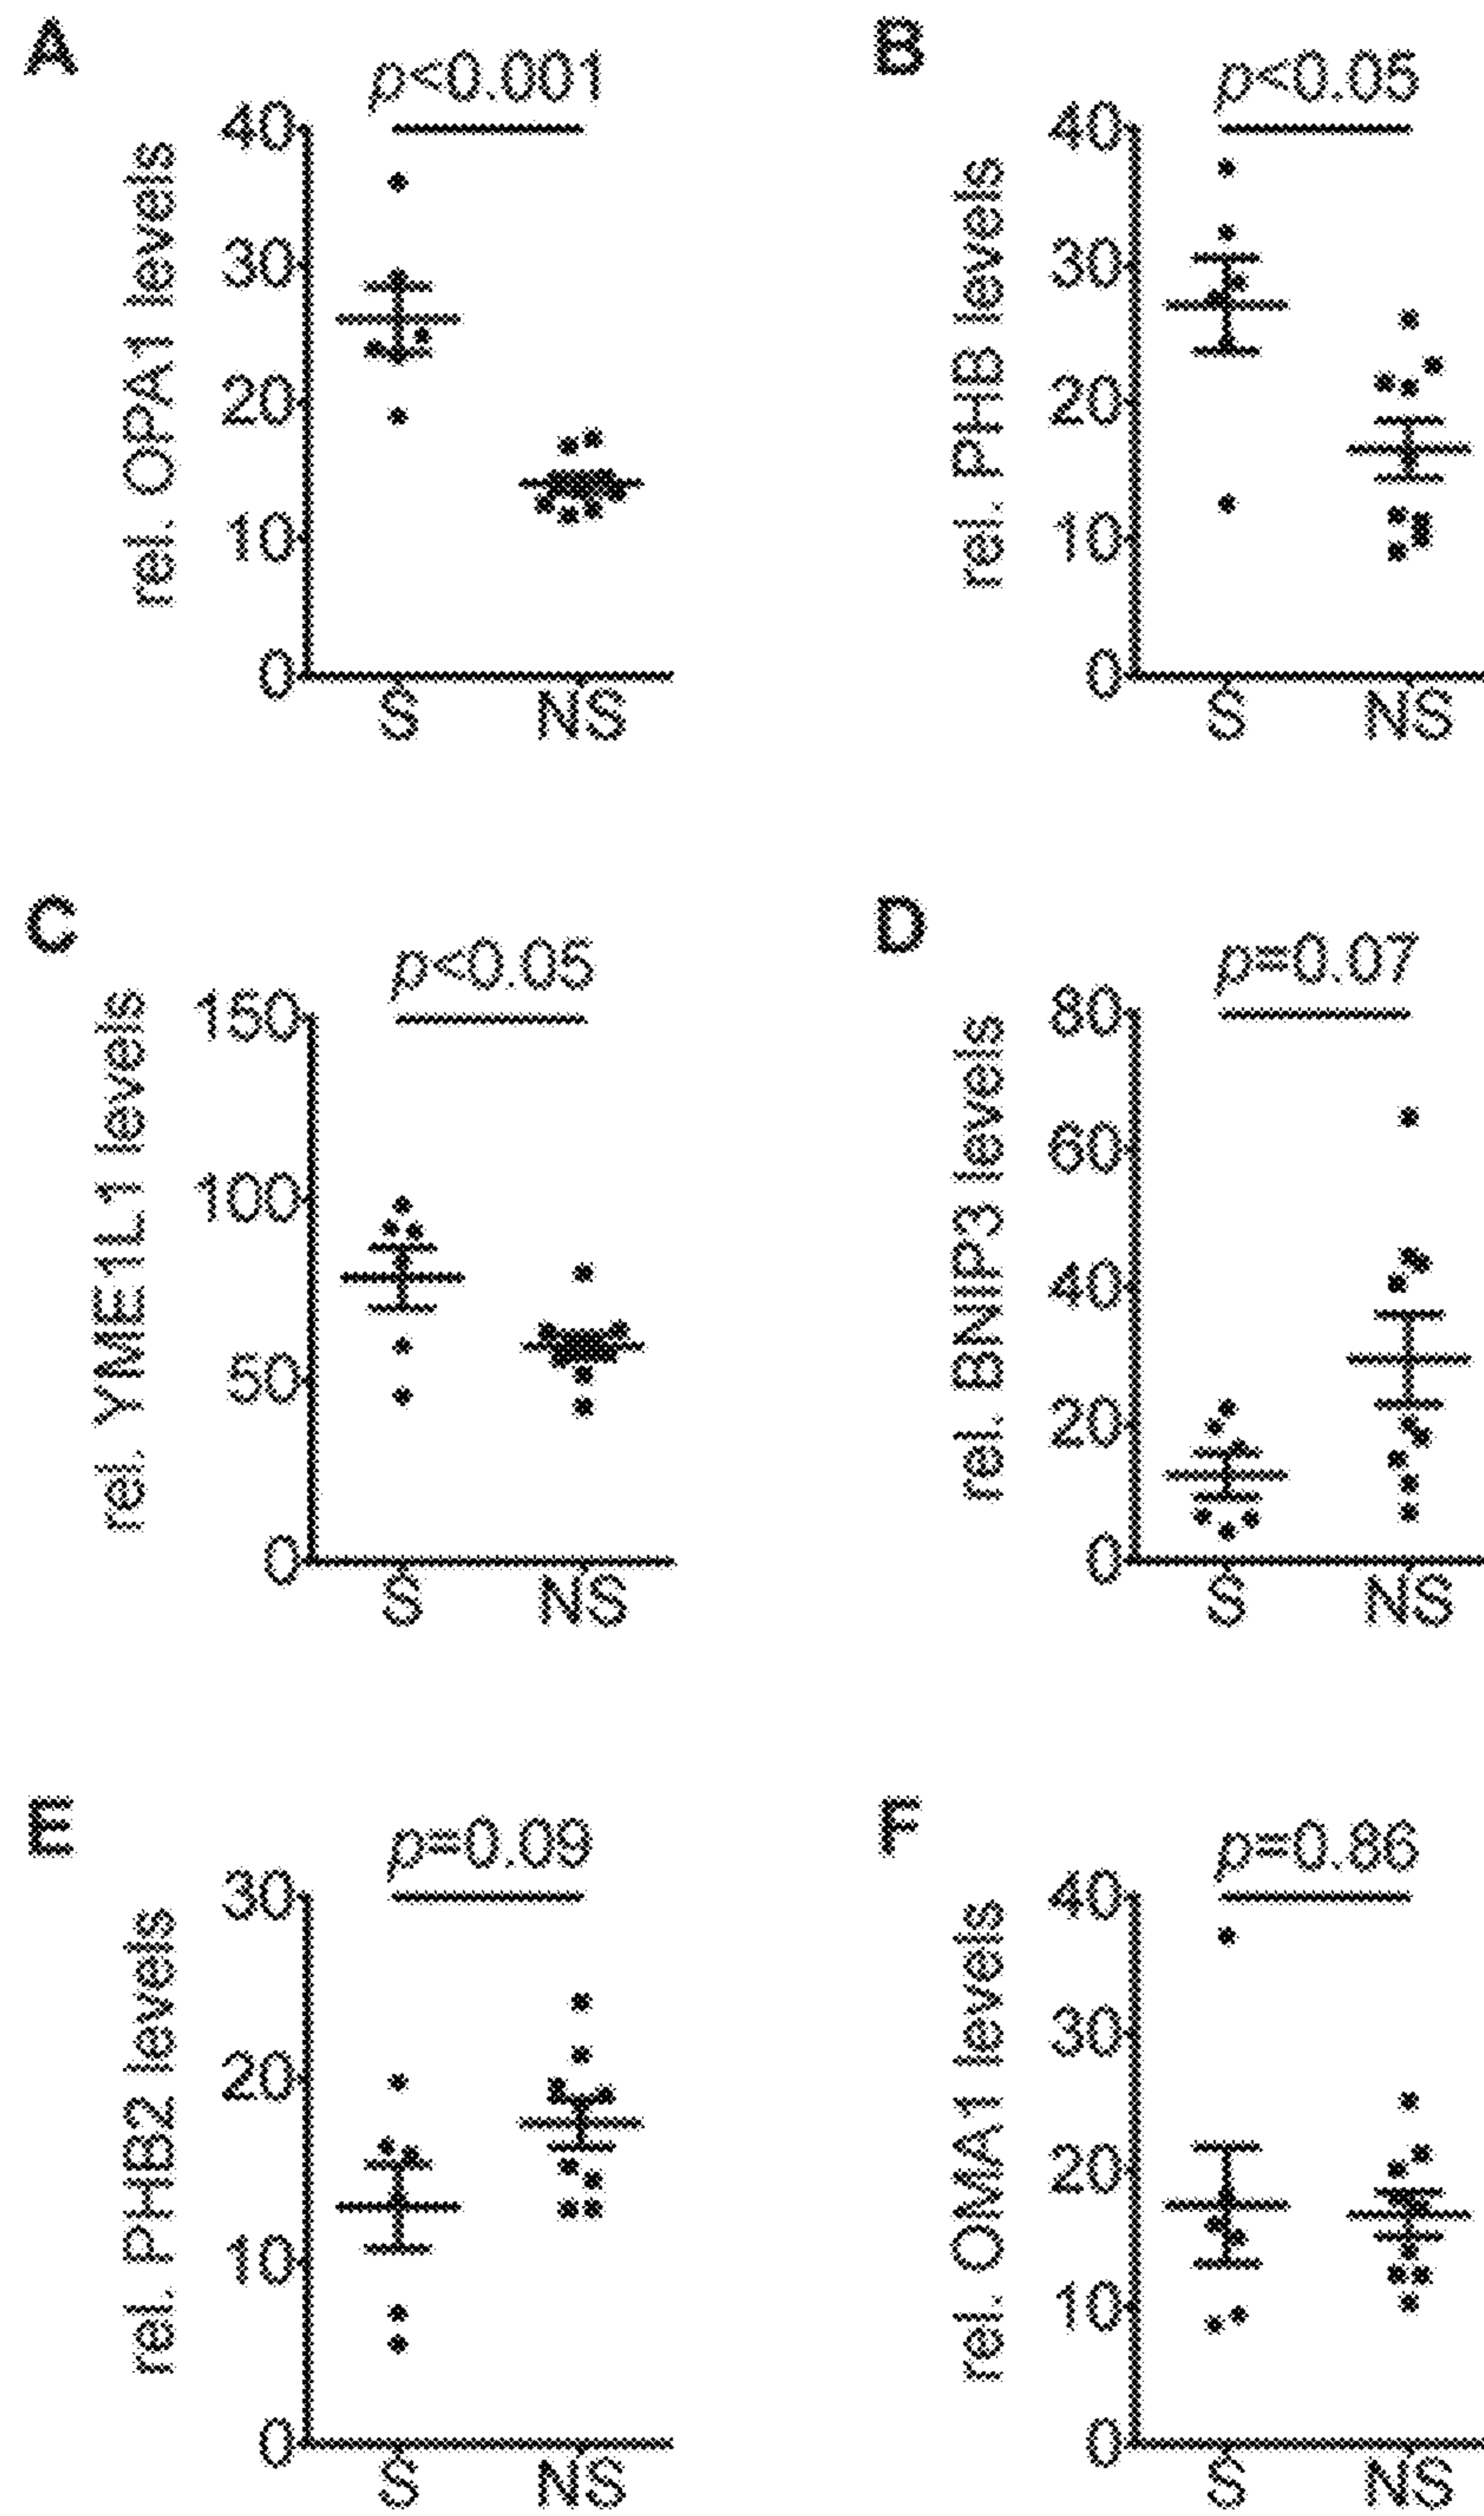 A
p<0.001
rel. OPA1 levels
40
30
20
10
0
S NS
B
p<0.05
rel. PHB levels
40
30
20
10
0
S NS
C
p<0.05
rel. YME1L1 levels
150
100
50
0
S NS
D
p=0.07
rel. BNIP3 levels
80
60
40
20
0
S NS
E
p=0.09
rel. PHB2 levels
30
20
10
0
S NS
F
p=0.86
rel. OMA1 levels
40
30
20
10
0
S NS